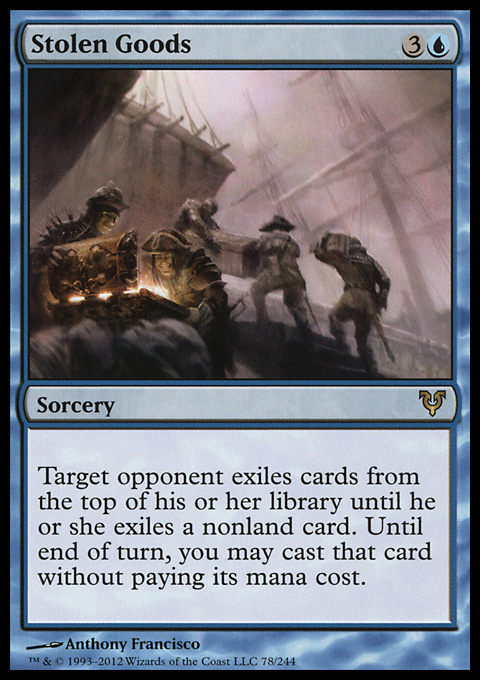 Stolen Goods 3
Sorcery
Target opponent exiles cards from
the top of his or her library until he
or she exiles a nonland card. Until
end of turn, you may cast that card
without paying its mana cost.
Anthony Francisco
™ & © 1993–2012 Wizards of the Coast LLC 78/244